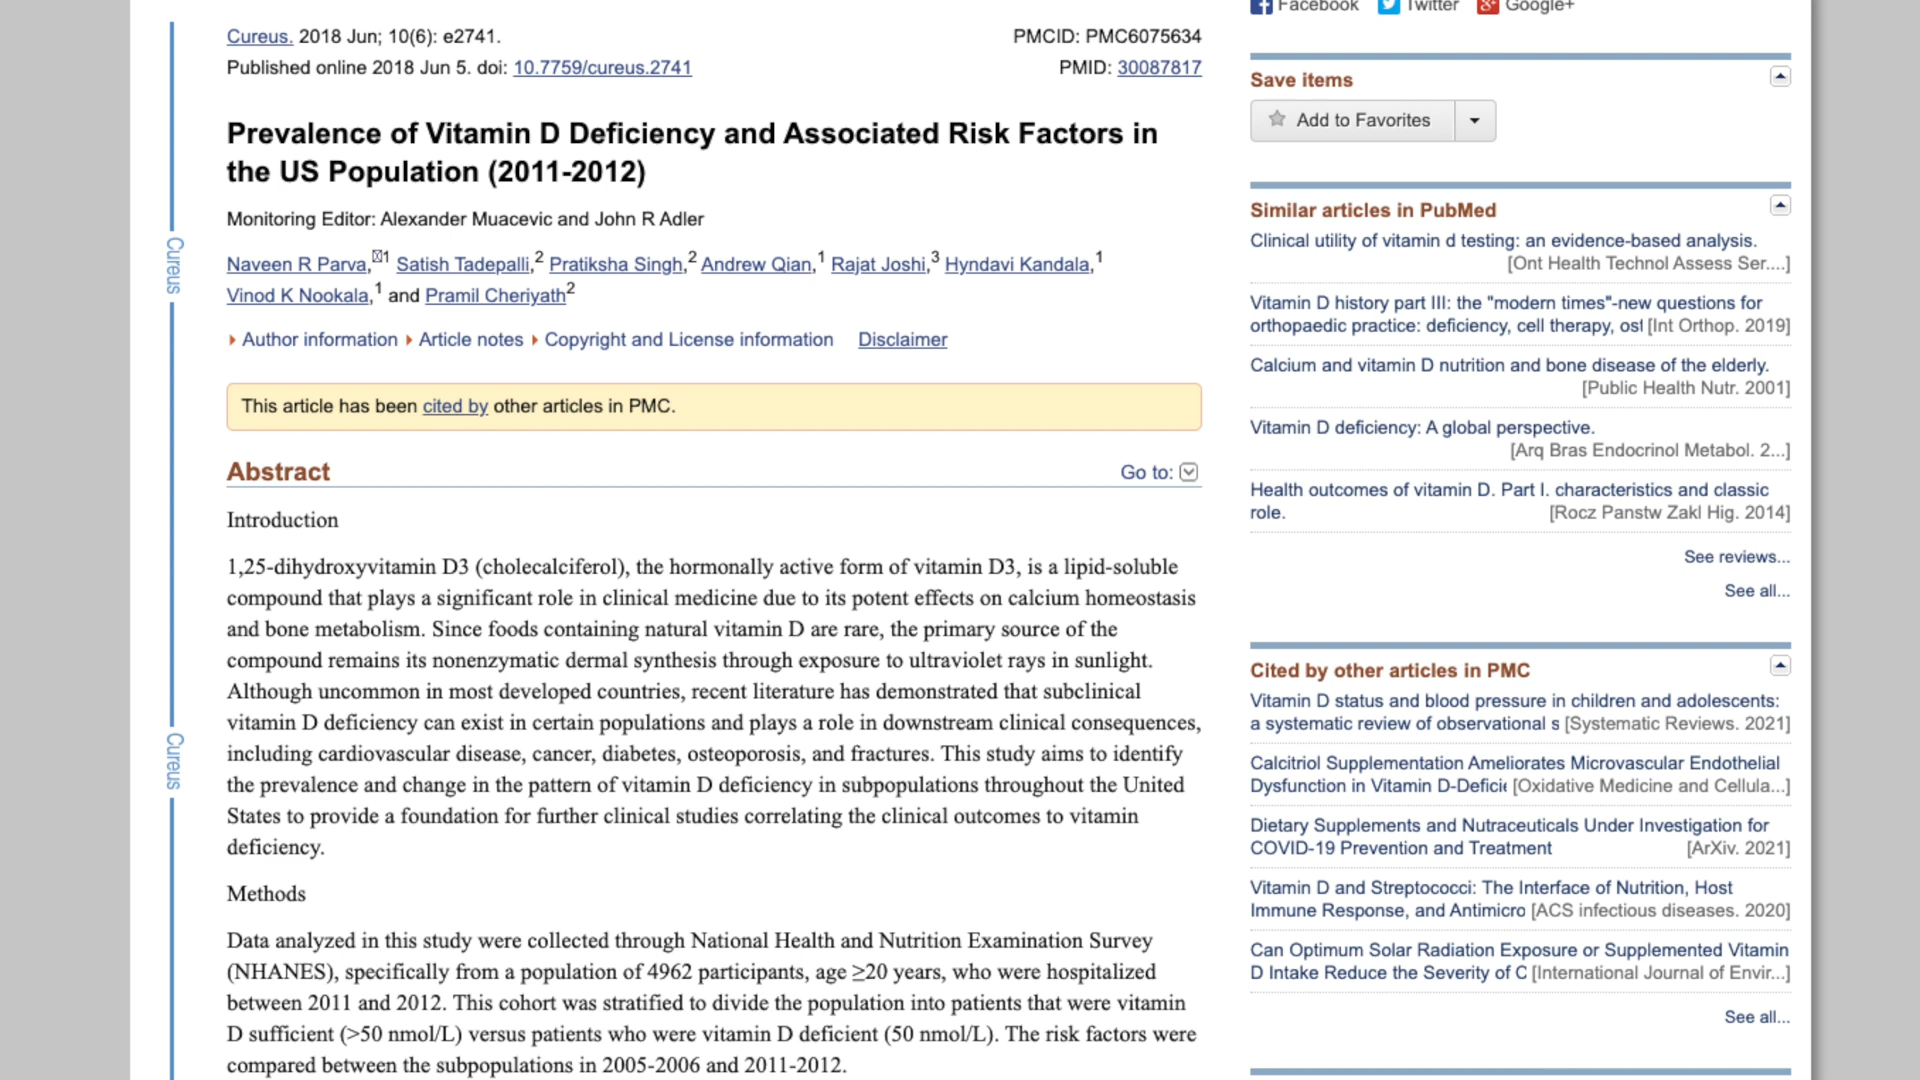 Facebook Twitter Google+
Cureus. 2018 Jun; 10(6): e2741.
PMCID: PMC6075634
Published online 2018 Jun 5. doi: 10.7759/cureus.2741
PMID: 30087817
Prevalence of Vitamin D Deficiency and Associated Risk Factors in
the US Population (2011-2012)
Monitoring Editor: Alexander Muacevic and John R Adler
Naveen R Parva,1 Satish Tadepalli,2 Pratiksha Singh,2 Andrew Qian,1 Rajat Joshi,3 Hyndavi Kandala,1
Vinod K Nookala,1 and Pramil Cheriyath2
Author information Article notes Copyright and License information Disclaimer
This article has been cited by other articles in PMC.
Abstract
Go to:
Introduction
1,25-dihydroxyvitamin D3 (cholecalciferol), the hormonally active form of vitamin D3, is a lipid-soluble
compound that plays a significant role in clinical medicine due to its potent effects on calcium homeostasis
and bone metabolism. Since foods containing natural vitamin D are rare, the primary source of the
compound remains its nonenzymatic dermal synthesis through exposure to ultraviolet rays in sunlight.
Although uncommon in most developed countries, recent literature has demonstrated that subclinical
vitamin D deficiency can exist in certain populations and plays a role in downstream clinical consequences,
including cardiovascular disease, cancer, diabetes, osteoporosis, and fractures. This study aims to identify
the prevalence and change in the pattern of vitamin D deficiency in subpopulations throughout the United
States to provide a foundation for further clinical studies correlating the clinical outcomes to vitamin
deficiency.
Methods
Data analyzed in this study were collected through National Health and Nutrition Examination Survey
(NHANES), specifically from a population of 4962 participants, age ≥20 years, who were hospitalized
between 2011 and 2012. This cohort was stratified to divide the population into patients that were vitamin
D sufficient (>50 nmol/L) versus patients who were vitamin D deficient (50 nmol/L). The risk factors were
compared between the subpopulations in 2005-2006 and 2011-2012.
Cureus
Cureus
Save items
Add to Favorites
Similar articles in PubMed
Clinical utility of vitamin d testing: an evidence-based analysis.
[Ont Health Technol Assess Ser....]
Vitamin D history part III: the "modern times"-new questions for
orthopaedic practice: deficiency, cell therapy, ost [Int Orthop. 2019]
Calcium and vitamin D nutrition and bone disease of the elderly.
[Public Health Nutr. 2001]
Vitamin D deficiency: A global perspective.
[Arq Bras Endocrinol Metabol. 2...]
Health outcomes of vitamin D. Part I. characteristics and classic
role. [Rocz Panstw Zakl Hig. 2014]
See reviews...
See all...
Cited by other articles in PMC
Vitamin D status and blood pressure in children and adolescents:
a systematic review of observational s [Systematic Reviews. 2021]
Calcitriol Supplementation Ameliorates Microvascular Endothelial
Dysfunction in Vitamin D-Deficie [Oxidative Medicine and Cellula...]
Dietary Supplements and Nutraceuticals Under Investigation for
COVID-19 Prevention and Treatment [ArXiv. 2021]
Vitamin D and Streptococci: The Interface of Nutrition, Host
Immune Response, and Antimicro [ACS infectious diseases. 2020]
Can Optimum Solar Radiation Exposure or Supplemented Vitamin
D Intake Reduce the Severity of C [International Journal of Envir...]
See all...